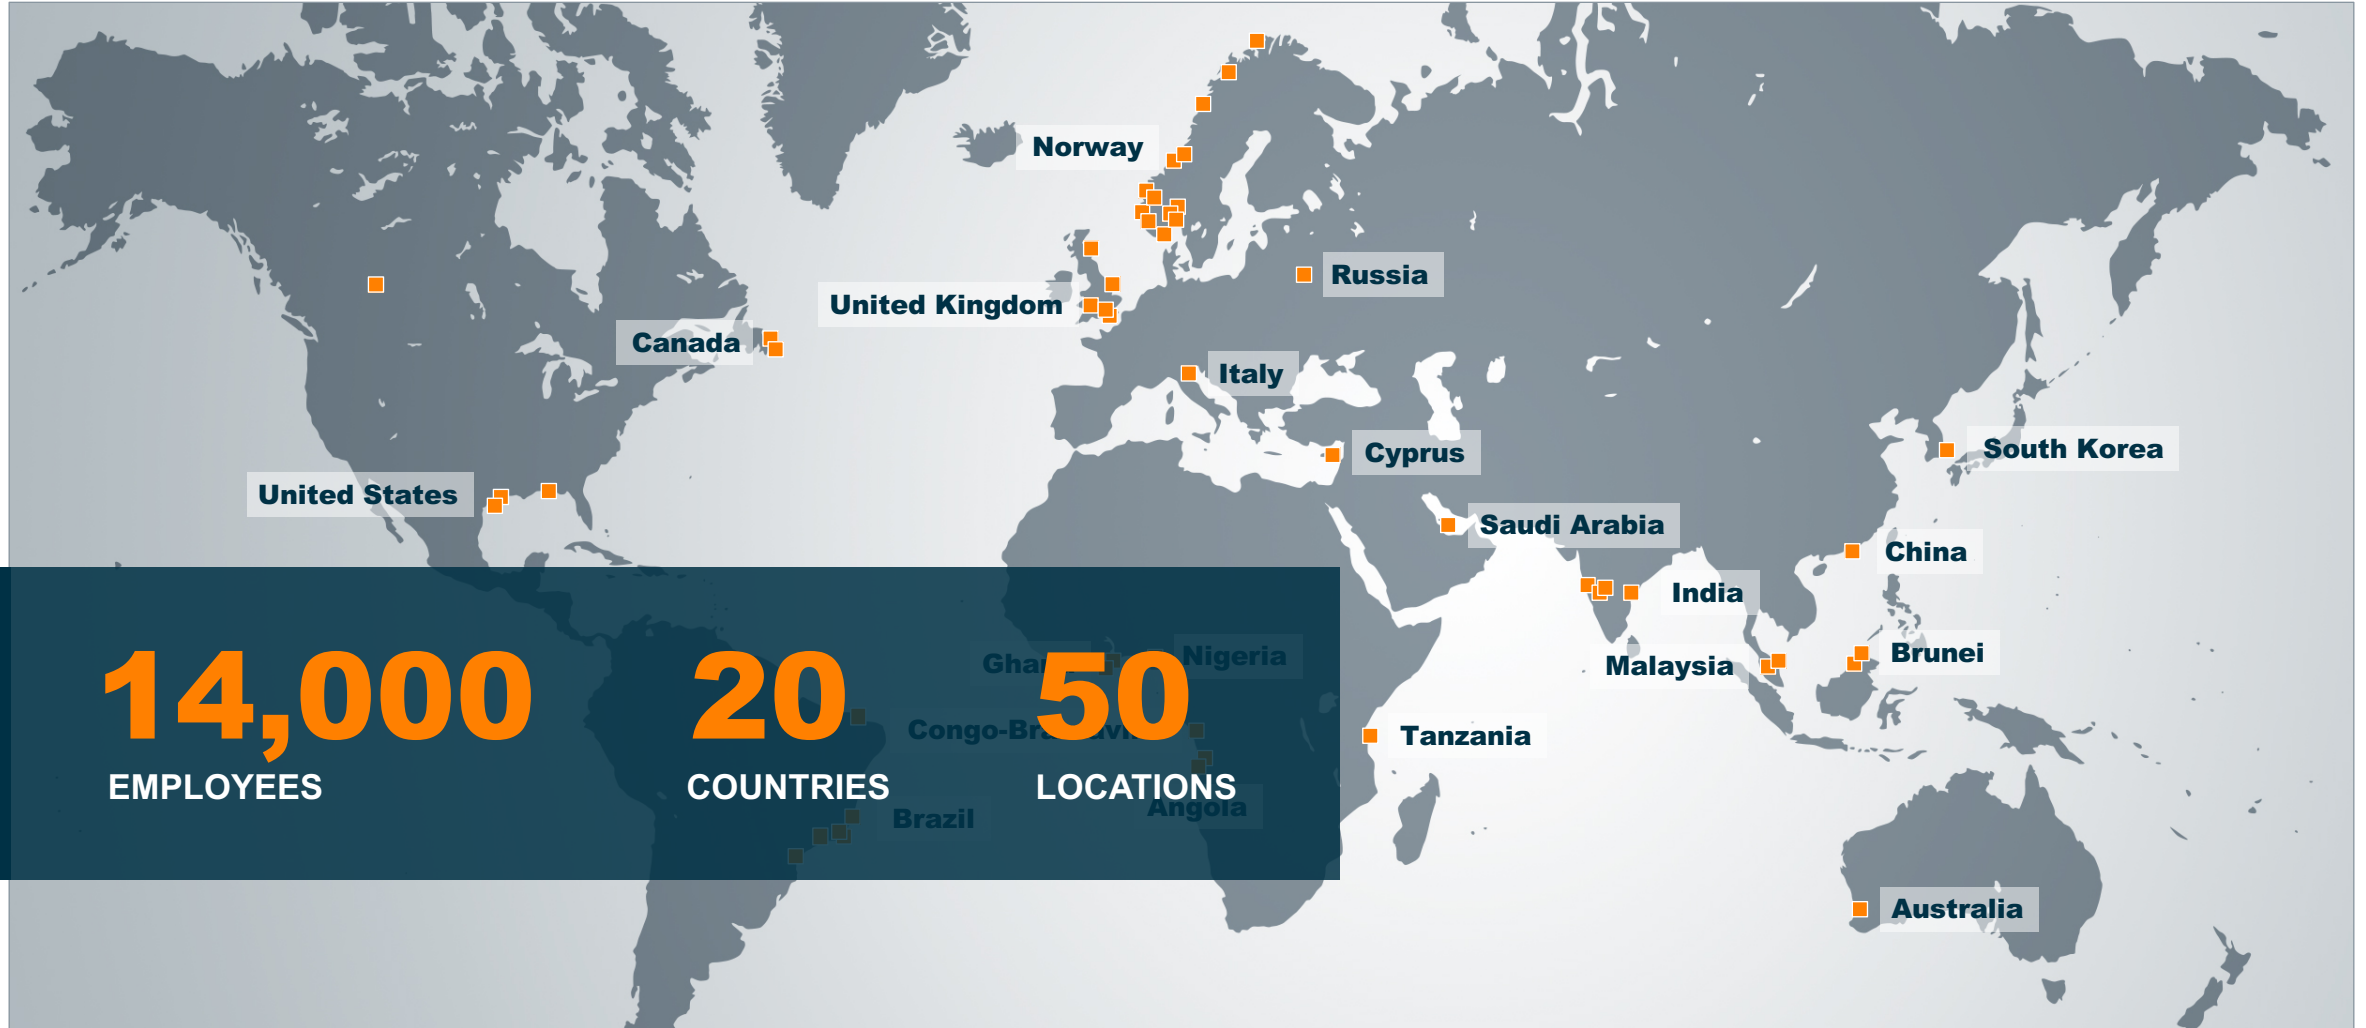 Norway
Russia
United Kingdom
Canada
Italy
Cyprus
South Korea
United States
Saudi Arabia
China
India
Nigeria
Brunei
Malaysia
14,000
20
50
Tanzania
EMPLOYEES
COUNTRIES
LOCATIONS
Angola
Brazil
Australia